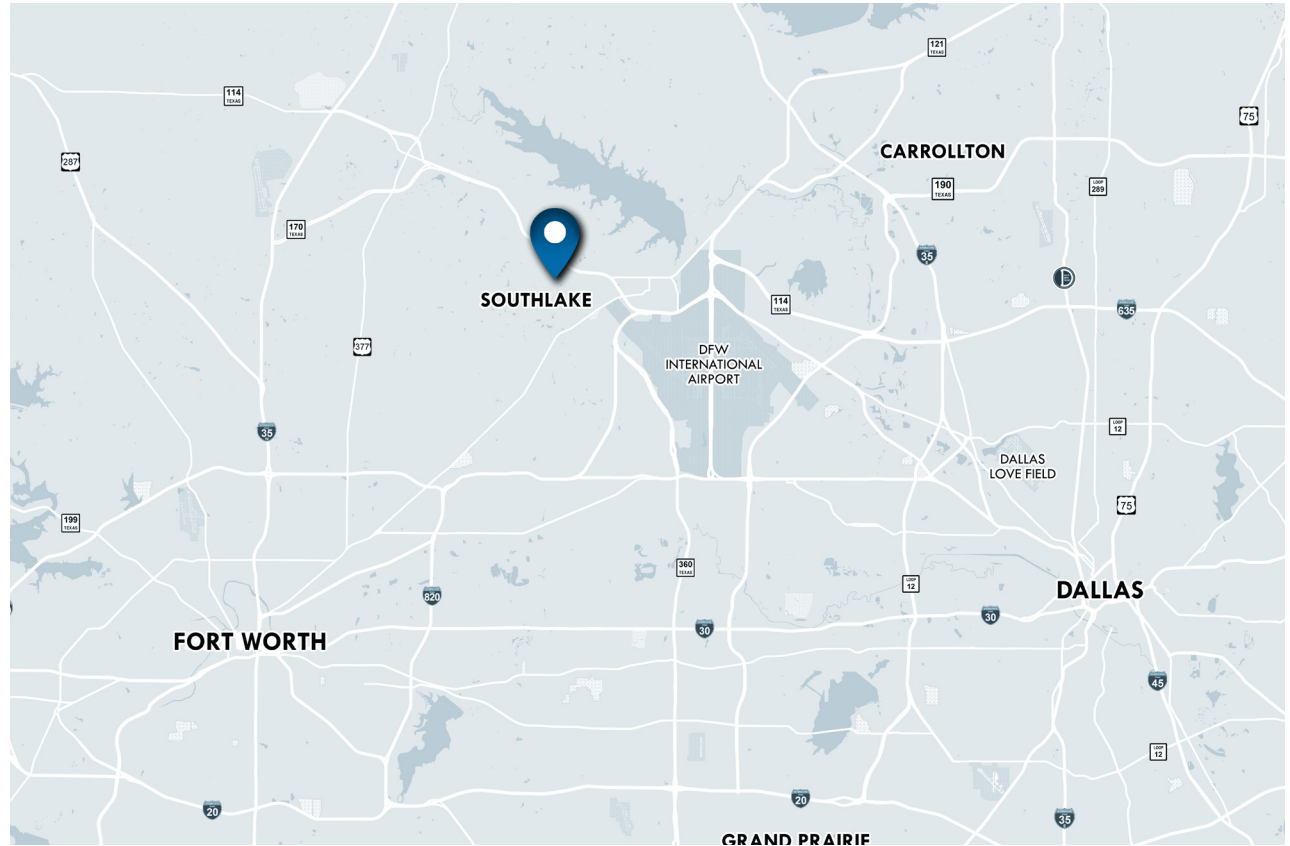 121
TEXAS
75
114
TEXAS
CARROLLTON
287
190
TEXAS
LOOP
289
170
TEXAS
35
SOUTHLAKE
114
TEXAS
635
377
DFW
INTERNATIONAL
AIRPORT
35
LOOP
12
DALLAS
LOVE FIELD
75
199
TEXAS
360
TEXAS
LOOP
12
820
DALLAS
30
30
FORT WORTH
45
LOOP
12
20
20
35
GRAND PRAIRIE